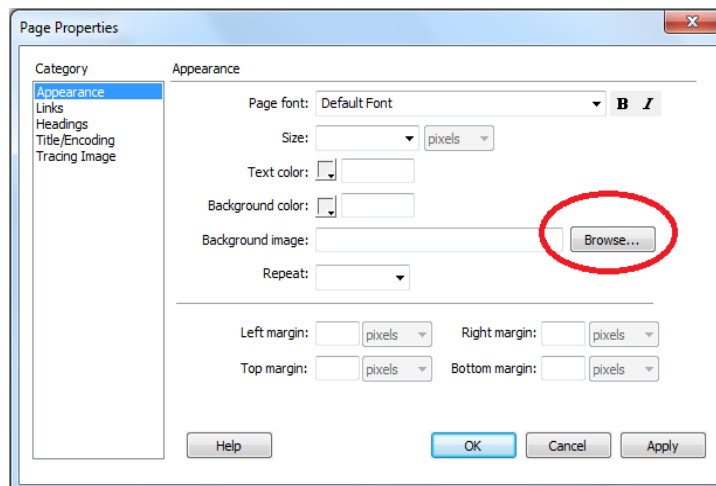 Page Properties
X
Category
Appearance
Links
Headings
Title/Encoding
Tracing Image
Appearance
Page font: Default Font B I
Size: pixels
Text color:
Background color:
Background image: Browse...
Repeat:
Left margin: pixels Right margin: pixels
Top margin: pixels Bottom margin: pixels
Help OK Cancel Apply